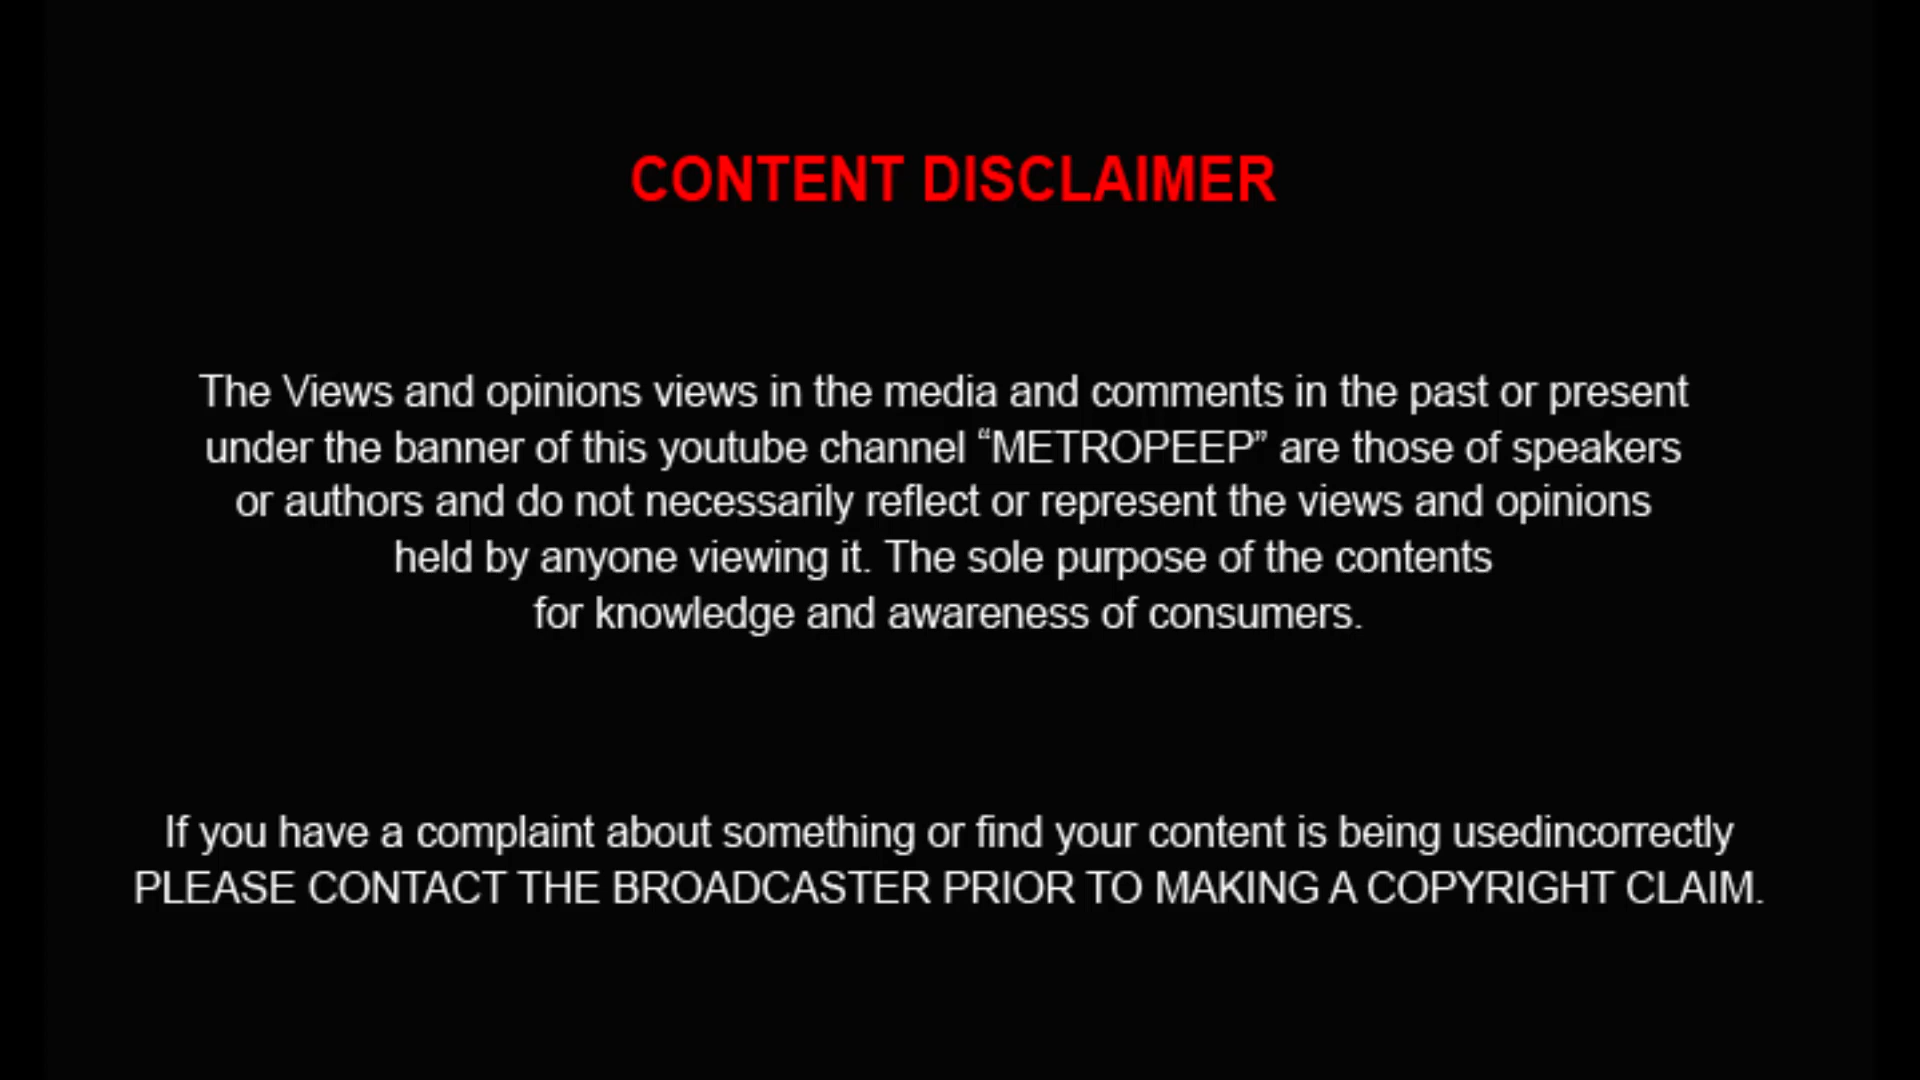 CONTENT DISCLAIMER
The Views and opinions views in the media and comments in the past or present
under the banner of this youtube channel “METROPEEP” are those of speakers
or authors and do not necessarily reflect or represent the views and opinions
held by anyone viewing it. The sole purpose of the contents
for knowledge and awareness of consumers.
If you have a complaint about something or find your content is being usedincorrectly
PLEASE CONTACT THE BROADCASTER PRIOR TO MAKING A COPYRIGHT CLAIM.